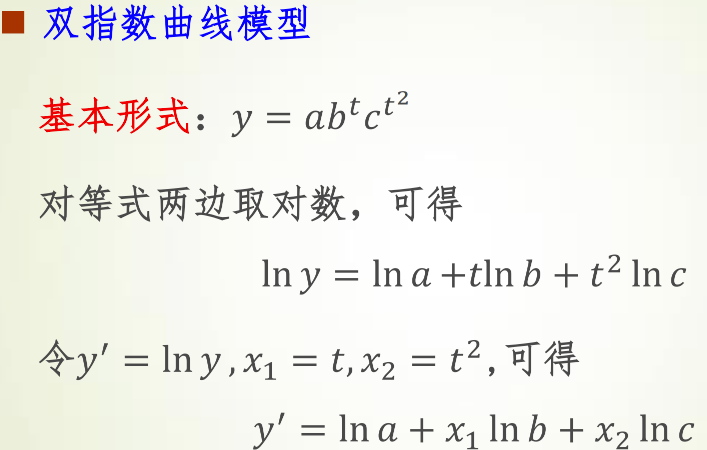 ■ 双指数曲线模型
基本形式：$y = ab^t c^{t^2}$
对等式两边取对数，可得
$\ln y = \ln a + t \ln b + t^2 \ln c$
令$y' = \ln y, x_1 = t, x_2 = t^2$,可得
$y' = \ln a + x_1 \ln b + x_2 \ln c$